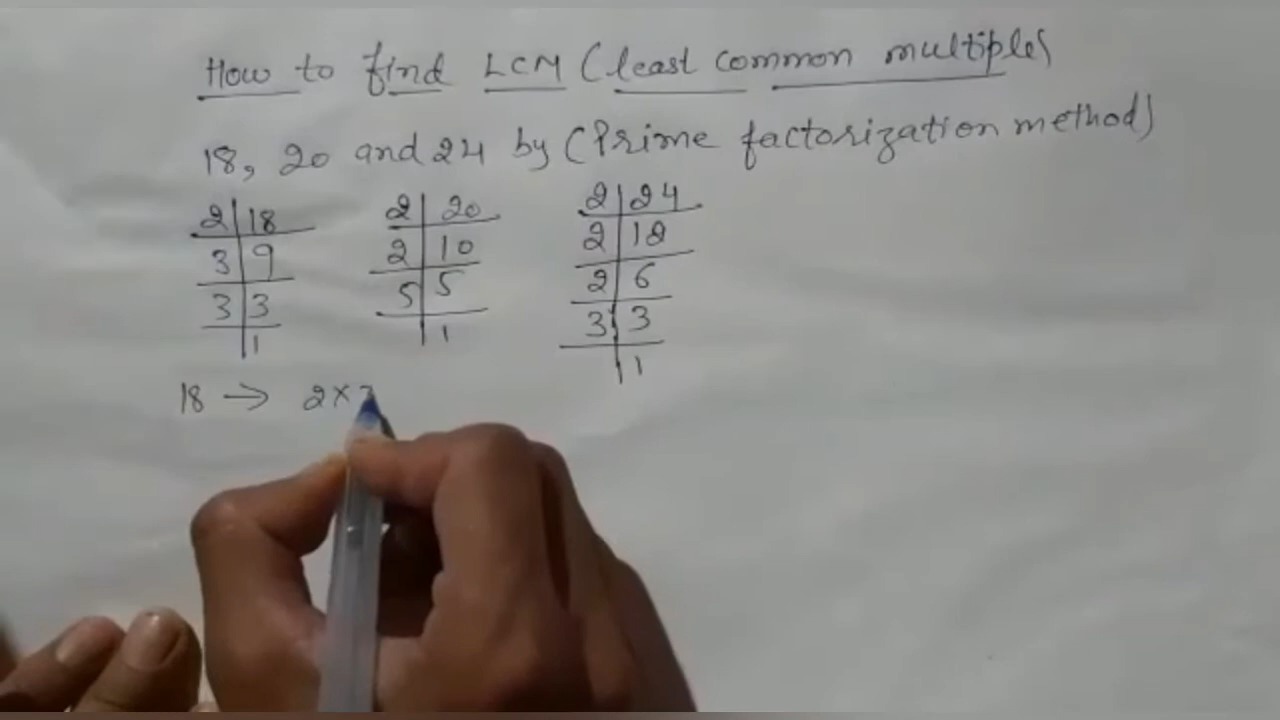 How to find LCM (least common multiple)
18, 20 and 24 by (Prime factorization method)
2 18 2 20 2 24
3 9 2 10 2 12
3 3 5 5 2 6
1 1 3 3
1
18 → 2 ×